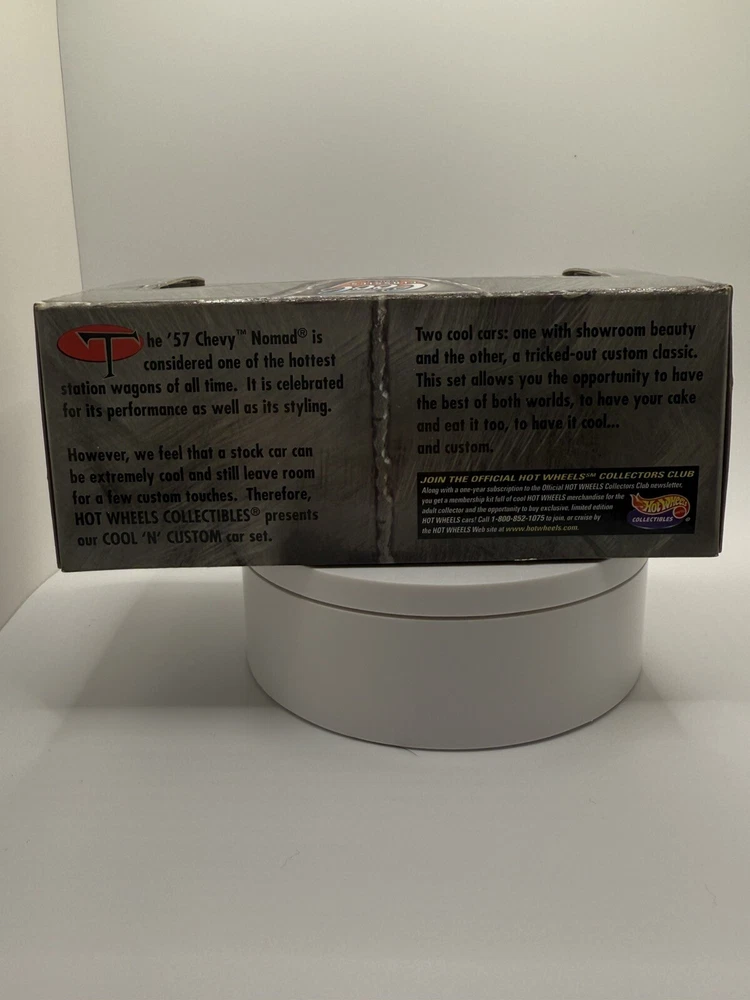 The '57 Chevy™ Nomad® is
considered one of the hottest
station wagons of all time. It is celebrated
for its performance as well as its styling.
However, we feel that a stock car can
be extremely cool and still leave room
for a few custom touches. Therefore,
HOT WHEELS COLLECTIBLES® presents
our COOL 'N' CUSTOM car set.
Two cool cars: one with showroom beauty
and the other, a tricked-out custom classic.
This set allows you the opportunity to have
the best of both worlds, to have your cake
and eat it too, to have it cool...
and custom.
JOIN THE OFFICIAL HOT WHEELS℠ COLLECTORS CLUB
Along with a one-year subscription to the Official HOT WHEELS Collectors Club newsletter,
you get a membership kit full of cool HOT WHEELS merchandise for the
adult collector and the opportunity to buy exclusive, limited edition
HOT WHEELS cars! Call 1-800-852-1075 to join, or cruise by
the HOT WHEELS Web site at www.hotwheels.com.
Hot Wheels
COLLECTIBLES ®